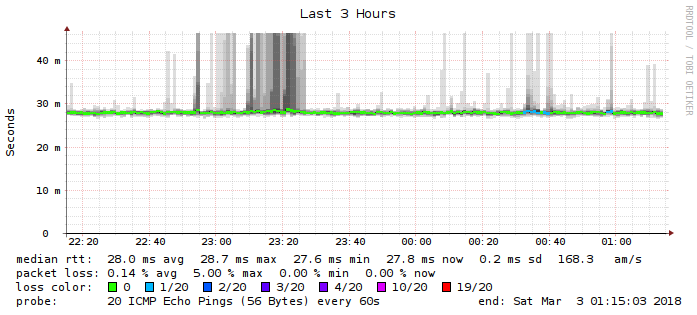 Last 3 Hours
RRDTOOL / TOBI OETIKER
Seconds
40 m
30 m
20 m
10 m
0
22:20 22:40 23:00 23:20 23:40 00:00 00:20 00:40 01:00
median rtt: 28.0 ms avg 28.7 ms max 27.6 ms min 27.8 ms now 0.2 ms sd 168.3 am/s
packet loss: 0.14 % avg 5.00 % max 0.00 % min 0.00 % now
loss color: 0 1/20 2/20 3/20 4/20 10/20 19/20
probe: 20 ICMP Echo Pings (56 Bytes) every 60s end: Sat Mar 3 01:15:03 2018